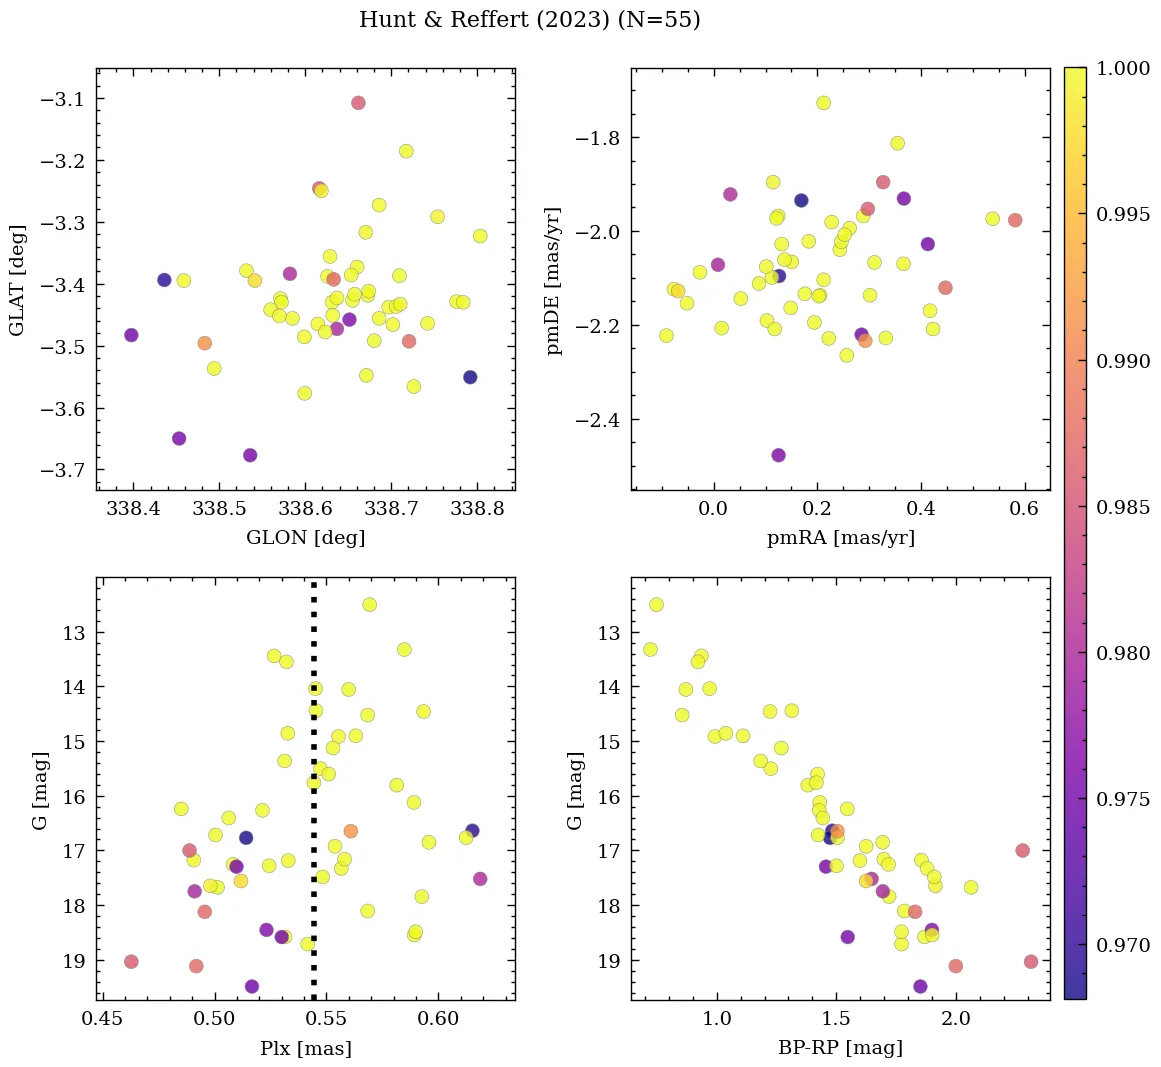 Hunt & Reffert (2023) (N=55)
−3.1
−3.2
−3.3
−3.4
−3.5
−3.6
−3.7
GLAT [deg]
338.4 338.5 338.6 338.7 338.8
GLON [deg]
−1.8
−2.0
−2.2
−2.4
pmDE [mas/yr]
0.0 0.2 0.4 0.6
pmRA [mas/yr]
13
14
15
16
17
18
19
G [mag]
0.45 0.50 0.55 0.60
Plx [mas]
13
14
15
16
17
18
19
G [mag]
1.0 1.5 2.0
BP-RP [mag]
1.000
0.995
0.990
0.985
0.980
0.975
0.970